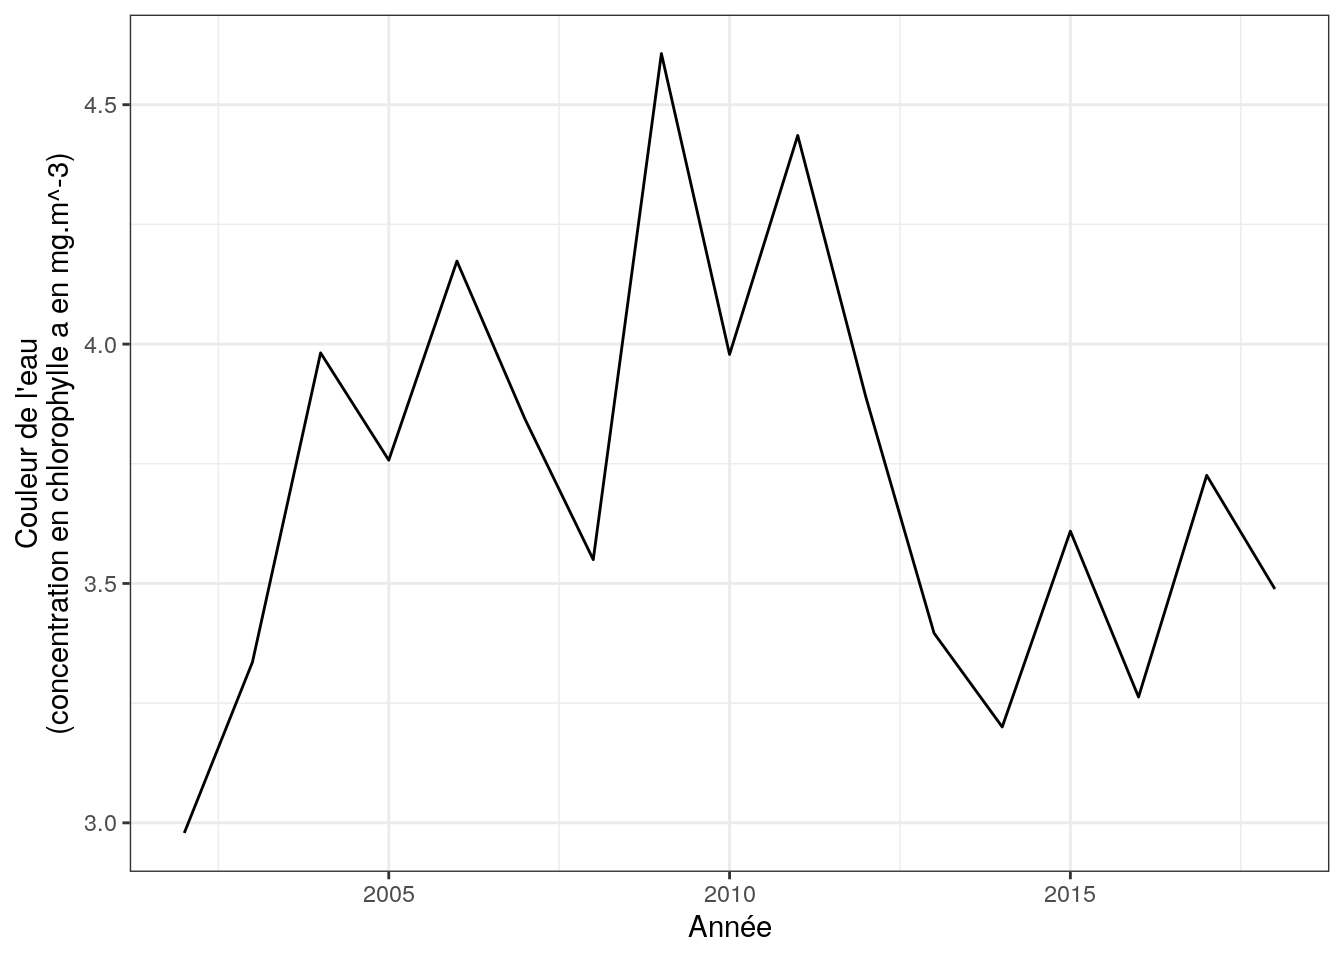 Couleur de l'eau
(concentration en chlorophylle a en mg.m^-3)
4.5
4.0
3.5
3.0
2005
2010
2015
Année